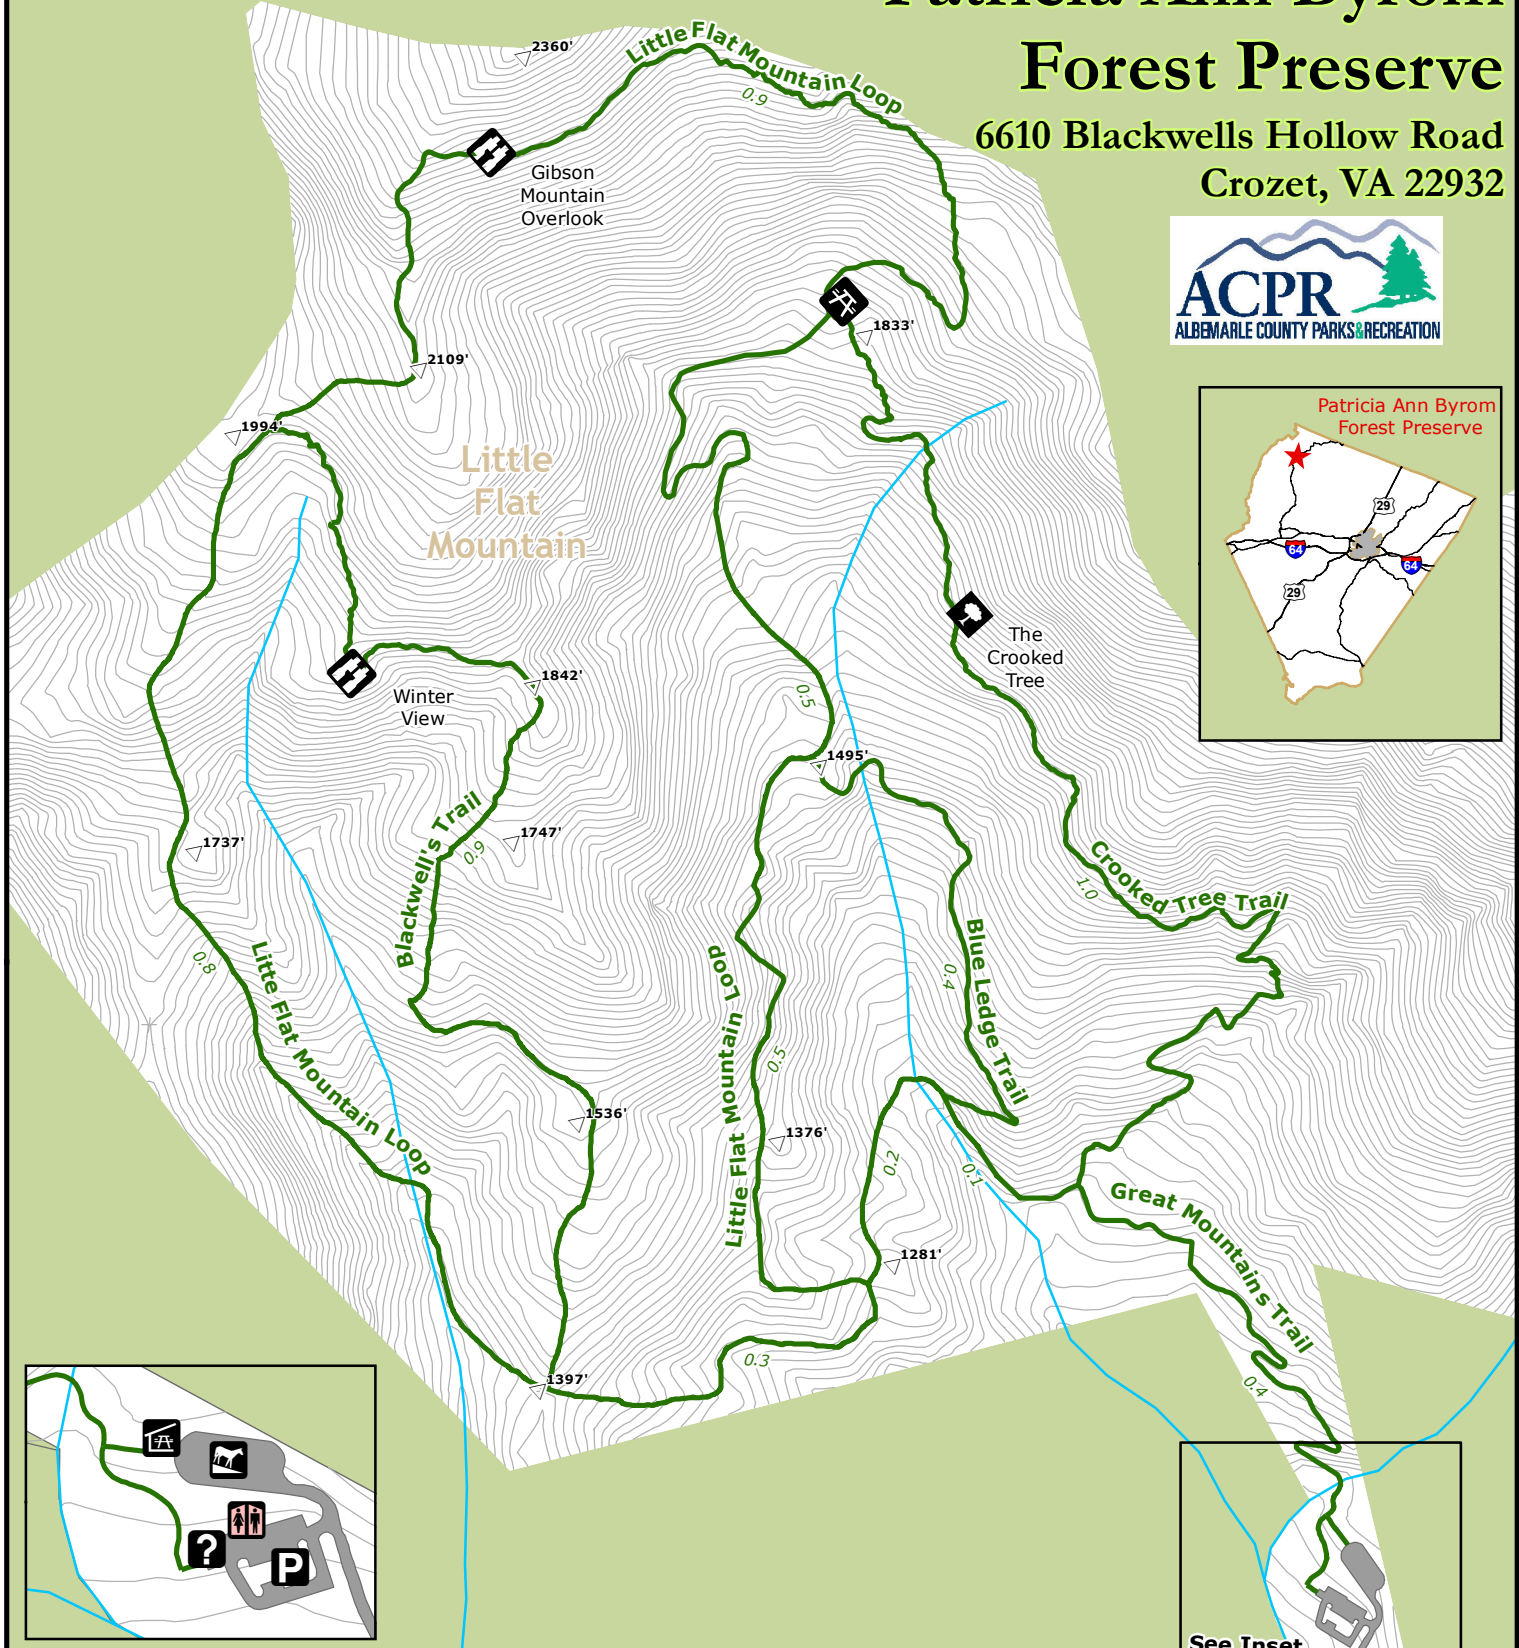 Patricia Ann Byrom
Forest Preserve
6610 Blackwells Hollow Road
Crozet, VA 22932
ACPR
ALBEMARLE COUNTY PARKS&RECREATION
Patricia Ann Byrom
Forest Preserve
29
64
64
29
2360'
Little Flat Mountain Loop
0.9
Gibson
Mountain
Overlook
1833'
2109'
1994'
Little
Flat
Mountain
The
Crooked
Tree
1842'
Winter
View
0.5
1495'
Blackwell's Trail
0.9
1747'
1737'
Crooked Tree Trail
1.0
0.8
Litte Flat Mountain Loop
Little Flat Mountain Loop
0.5
Blue Ledge Trail
0.4
1536'
1376'
0.2
0.1
Great Mountains Trail
1281'
0.3
1397'
0.4
?
P
See Inset